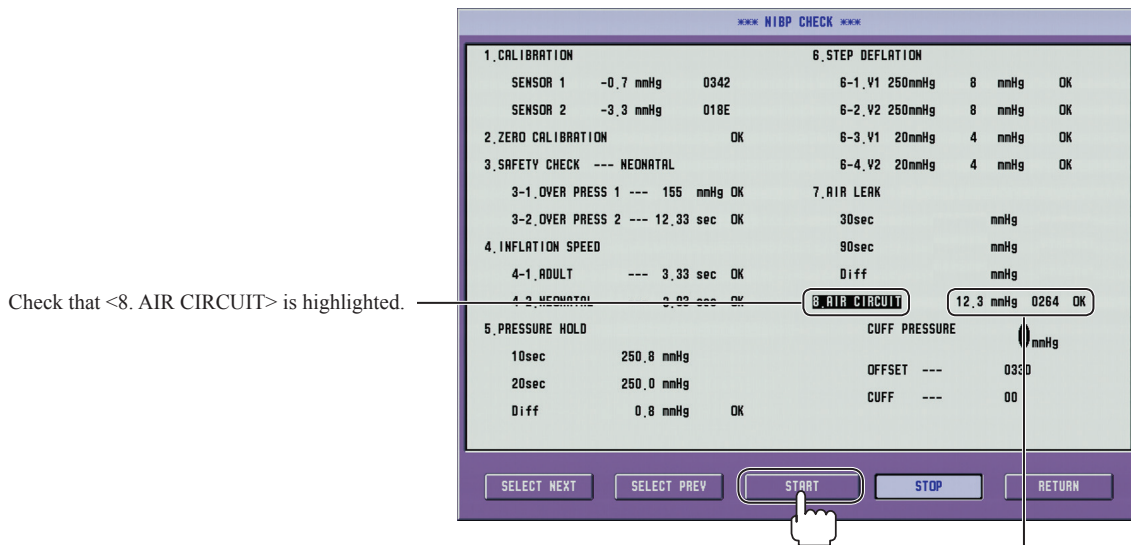 *** NIBP CHECK ***
1.CALIBRATION
SENSOR 1 -0.7 mmHg 0342
SENSOR 2 -3.3 mmHg 018E
2.ZERO CALIBRATION OK
3.SAFETY CHECK --- NEONATAL
3-1.OVER PRESS 1 --- 155 mmHg OK
3-2.OVER PRESS 2 --- 12.33 sec OK
4.INFLATION SPEED
4-1.ADULT --- 3.33 sec OK
4-2.NEONATAL sec OK
5.PRESSURE HOLD
10sec 250.8 mmHg
20sec 250.0 mmHg
Diff 0.8 mmHg OK
6.STEP DEFLATION
6-1.V1 250mmHg 8 mmHg OK
6-2.V2 250mmHg 8 mmHg OK
6-3.V1 20mmHg 4 mmHg OK
6-4.V2 20mmHg 4 mmHg OK
7.AIR LEAK
30sec mmHg
90sec mmHg
Diff mmHg
8.AIR CIRCUIT 12.3 mmHg 0264 OK
CUFF PRESSURE 0 mmHg
OFFSET --- 0330
CUFF --- 00
Check that <8. AIR CIRCUIT> is highlighted.
SELECT NEXT SELECT PREV START STOP RETURN